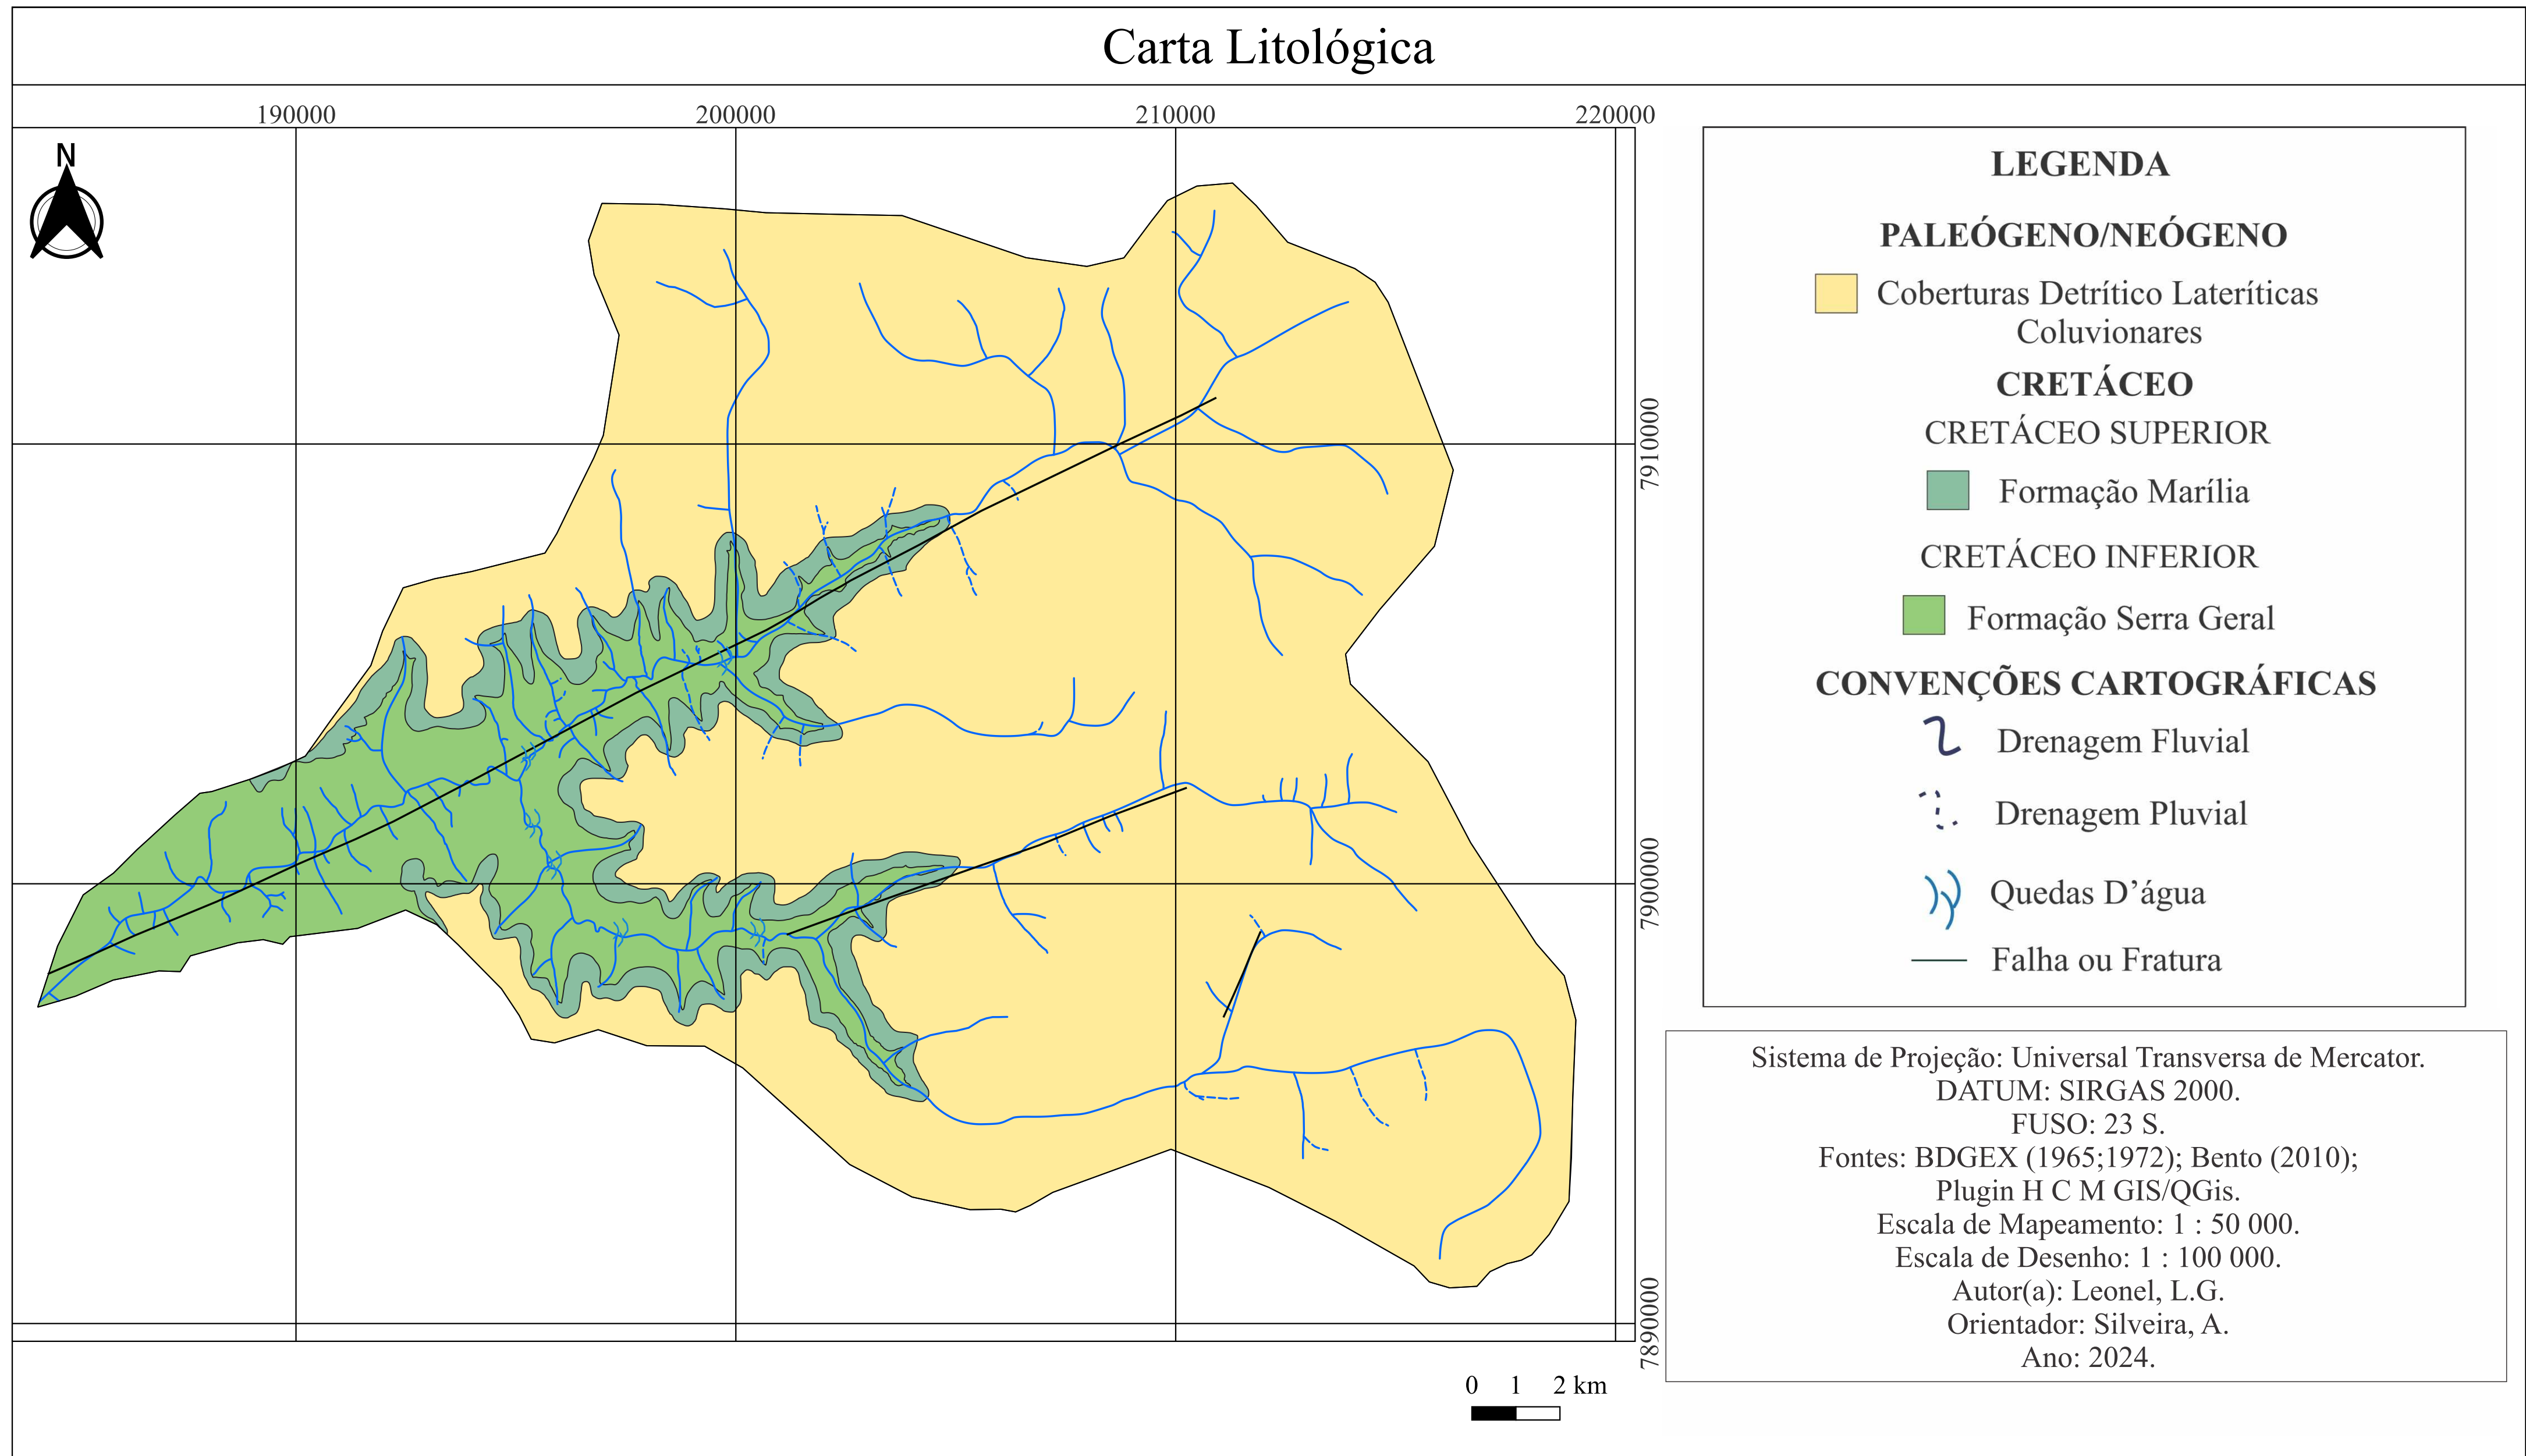 Carta Litológica
190000
200000
210000
220000
N
7910000
7900000
7890000
0 1 2 km
LEGENDA
PALEÓGENO/NEÓGENO
Coberturas Detrítico Lateríticas
Coluvionares
CRETÁCEO
CRETÁCEO SUPERIOR
Formação Marília
CRETÁCEO INFERIOR
Formação Serra Geral
CONVENÇÕES CARTOGRÁFICAS
Drenagem Fluvial
Drenagem Pluvial
Quedas D’água
Falha ou Fratura
Sistema de Projeção: Universal Transversa de Mercator.
DATUM: SIRGAS 2000.
FUSO: 23 S.
Fontes: BDGEX (1965;1972); Bento (2010);
Plugin H C M GIS/QGis.
Escala de Mapeamento: 1 : 50 000.
Escala de Desenho: 1 : 100 000.
Autor(a): Leonel, L.G.
Orientador: Silveira, A.
Ano: 2024.